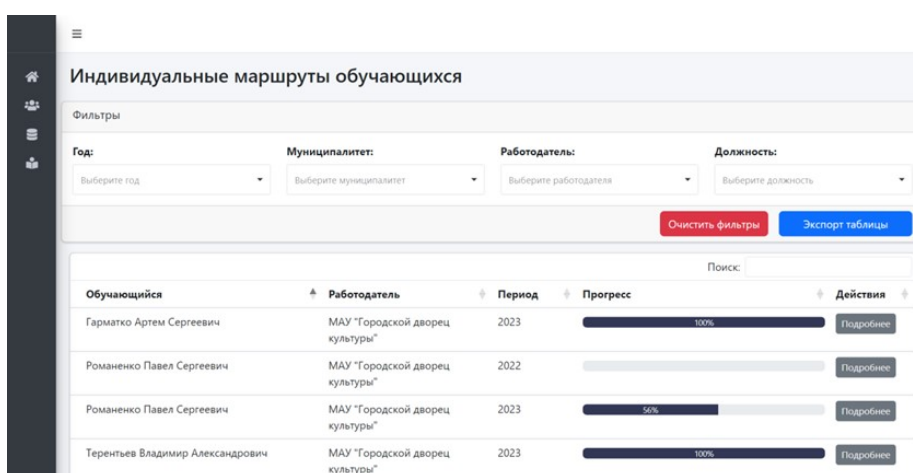 Индивидуальные маршруты обучающихся
Фильтры
Год: Муниципалитет: Работодатель: Должность:
Выберите год Выберите муниципалитет Выберите работодателя Выберите должность
Очистить фильтры Экспорт таблицы
Поиск:
Обучающийся Работодатель Период Прогресс Действия
Гарматко Артем Сергеевич МАУ "Городской дворец 2023 100% Подробнее
культуры"
Романенко Павел Сергеевич МАУ "Городской дворец 2022 Подробнее
культуры"
Романенко Павел Сергеевич МАУ "Городской дворец 2023 56% Подробнее
культуры"
Терентьев Владимир Александрович МАУ "Городской дворец 2023 100% Подробнее
культуры"